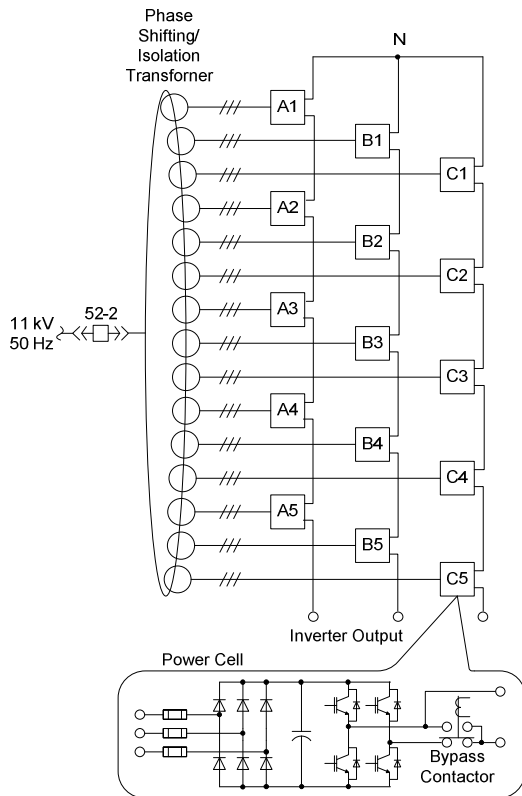 Phase
Shifting/
Isolation
Transforner
N
A1
B1
C1
A2
B2
C2
11 kV
50 Hz
52-2
A3
B3
C3
A4
B4
C4
A5
B5
C5
Inverter Output
Power Cell
Bypass
Contactor